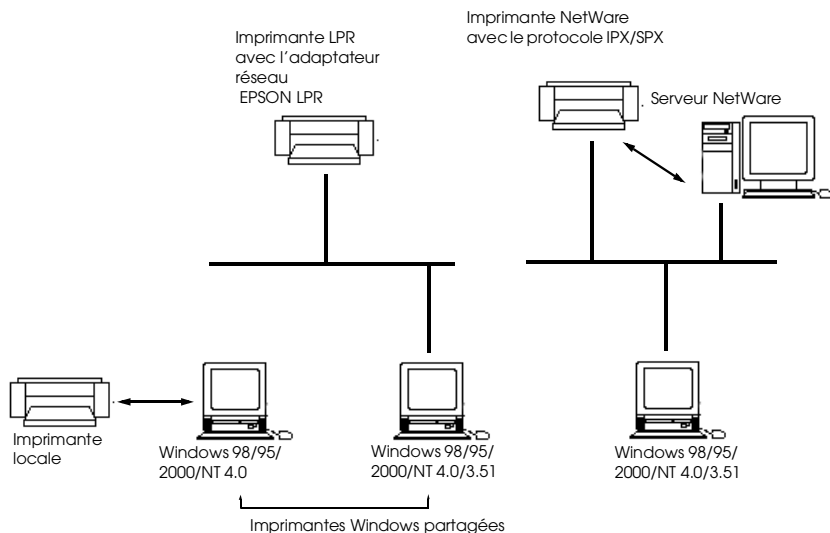 Imprimante LPR
avec l'adaptateur
réseau
EPSON LPR
Imprimante NetWare
avec le protocole IPX/SPX
Serveur NetWare
Imprimante
locale
Windows 98/95/
2000/NT 4.0
Windows 98/95/
2000/NT 4.0/3.51
Windows 98/95/
2000/NT 4.0/3.51
Imprimantes Windows partagées